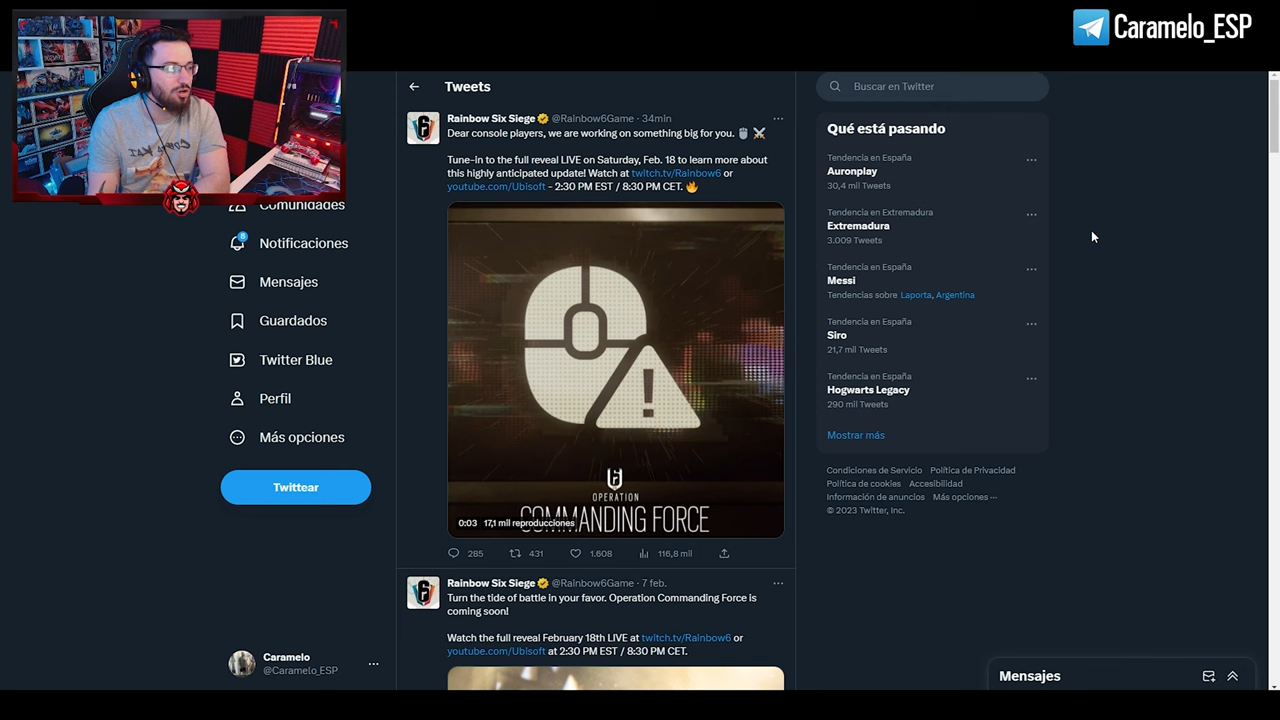 Caramelo_ESP
Comunidades
Notificaciones
8
Mensajes
Guardados
Twitter Blue
Perfil
Más opciones
Twittear
Caramelo
@Caramelo_ESP
Tweets
Rainbow Six Siege @Rainbow6Game · 34min
Dear console players, we are working on something big for you.
Tune-in to the full reveal LIVE on Saturday, Feb. 18 to learn more about
this highly anticipated update! Watch at twitch.tv/Rainbow6 or
youtube.com/Ubisoft - 2:30 PM EST / 8:30 PM CET. 🔥
OPERATION
COMMANDING FORCE
0:03 17,1 mil reproducciones
285 431 1.608 116,8 mil
Rainbow Six Siege @Rainbow6Game · 7 feb.
Turn the tide of battle in your favor. Operation Commanding Force is
coming soon!
Watch the full reveal February 18th LIVE at twitch.tv/Rainbow6 or
youtube.com/Ubisoft at 2:30 PM EST / 8:30 PM CET.
Buscar en Twitter
Qué está pasando
Tendencia en España
Auronplay
30,4 mil Tweets
Tendencia en Extremadura
Extremadura
3.009 Tweets
Tendencia en España
Messi
Tendencias sobre Laporta, Argentina
Tendencia en España
Siro
21,7 mil Tweets
Tendencia en España
Hogwarts Legacy
290 mil Tweets
Mostrar más
Condiciones de Servicio Política de Privacidad
Política de cookies Accesibilidad
Información de anuncios Más opciones ···
© 2023 Twitter, Inc.
Mensajes